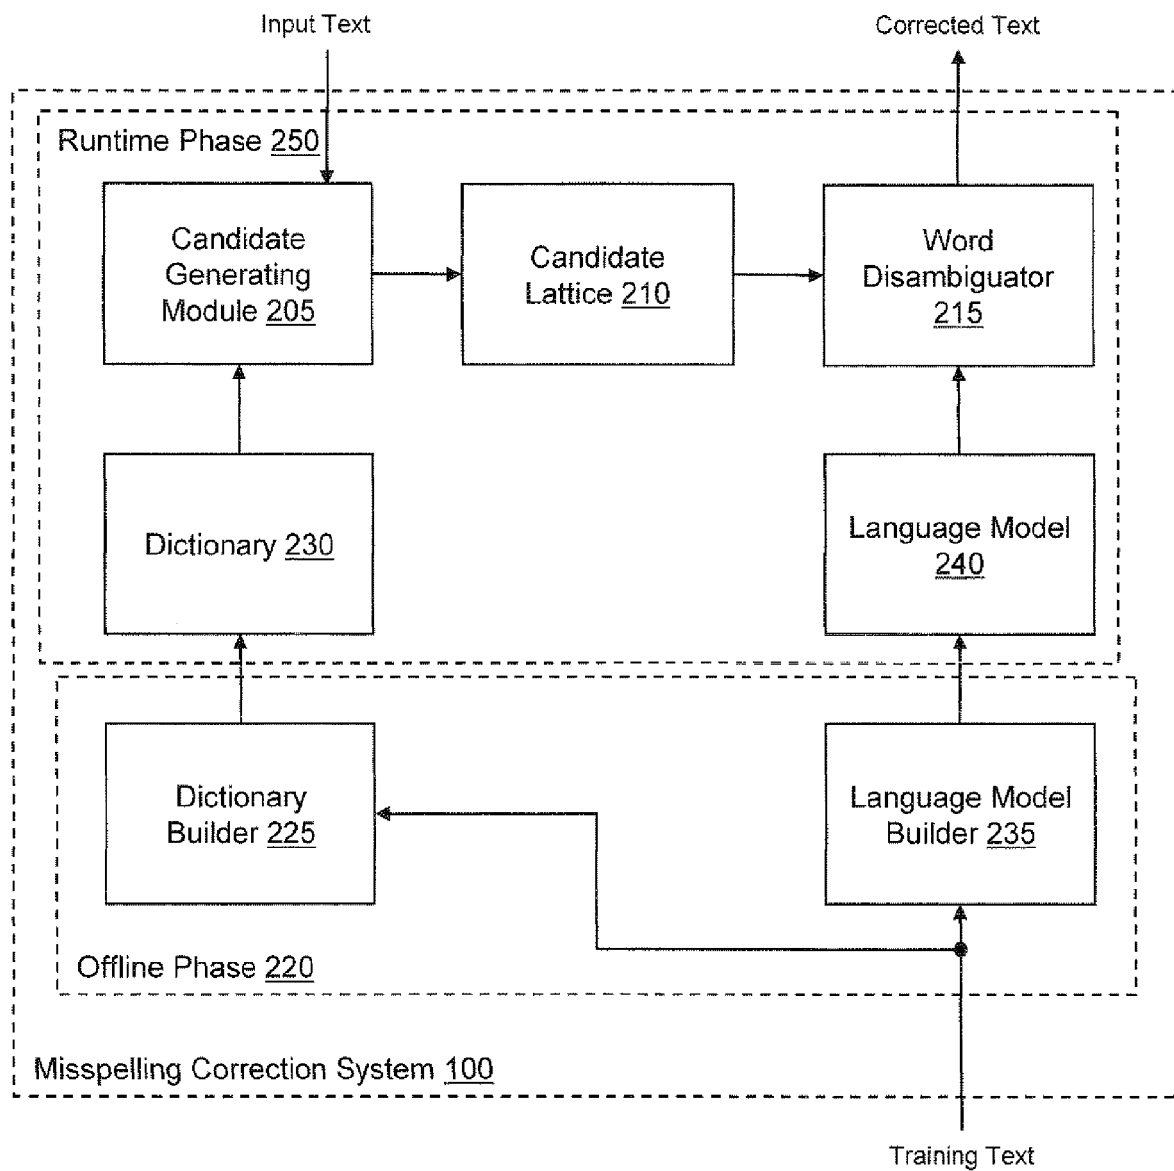 Input Text
Corrected Text
Runtime Phase 250
Candidate
Generating
Module 205
Candidate
Lattice 210
Word
Disambiguator
215
Dictionary 230
Language Model
240
Dictionary
Builder 225
Language Model
Builder 235
Offline Phase 220
Misspelling Correction System 100
Training Text